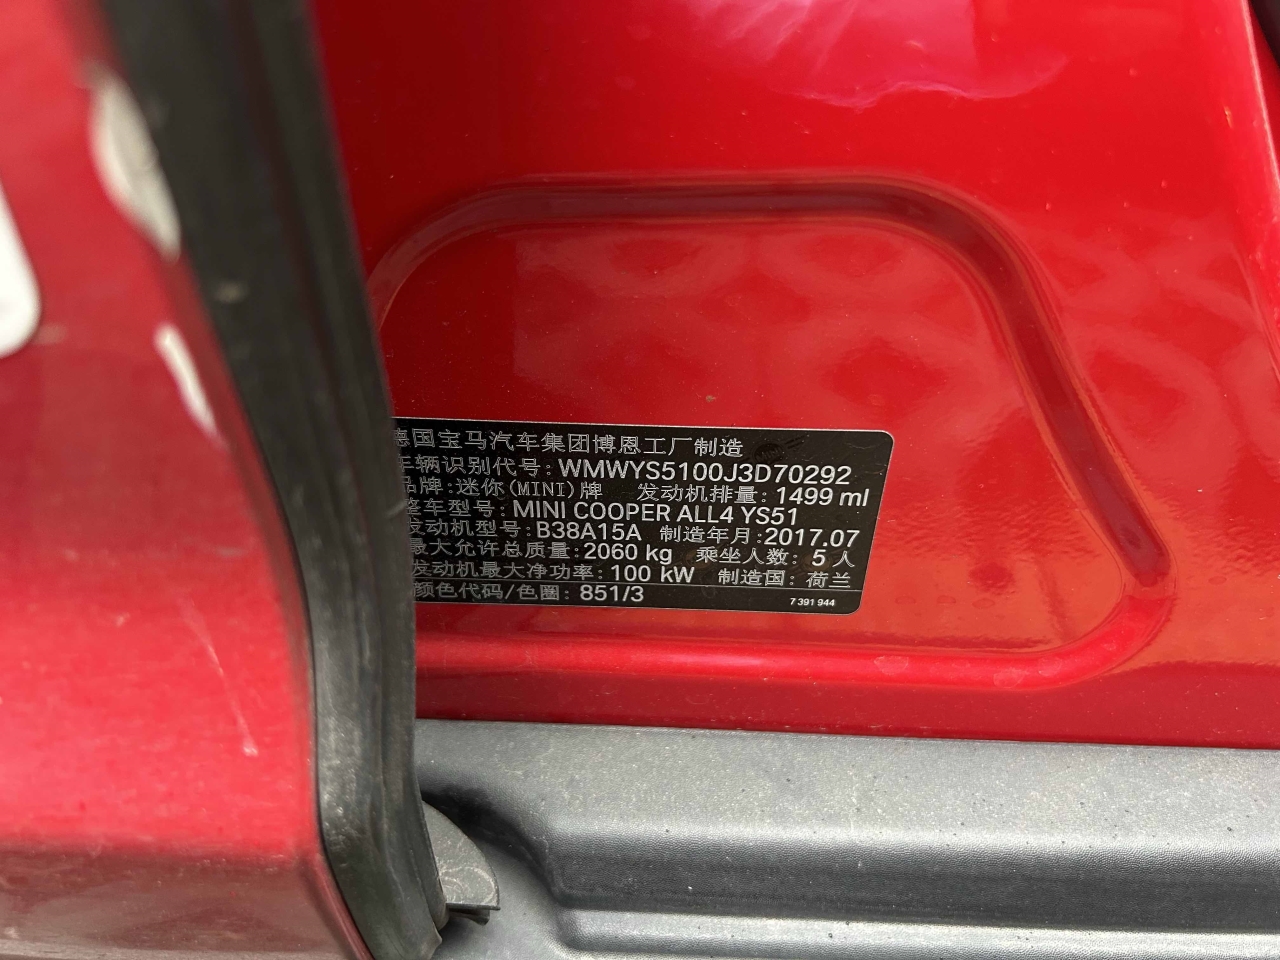 德国宝马汽车集团博恩工厂制造
车辆识别代号: WMWYS5100J3D70292
品牌: 迷你(MINI)牌 发动机排量: 1499 ml
整车型号: MINI COOPER ALL4 YS51
发动机型号: B38A15A 制造年月: 2017.07
最大允许总质量: 2060 kg 乘坐人数: 5 人
发动机最大净功率: 100 kW 制造国: 荷兰
颜色代码/色圈: 851/3 7 391 944